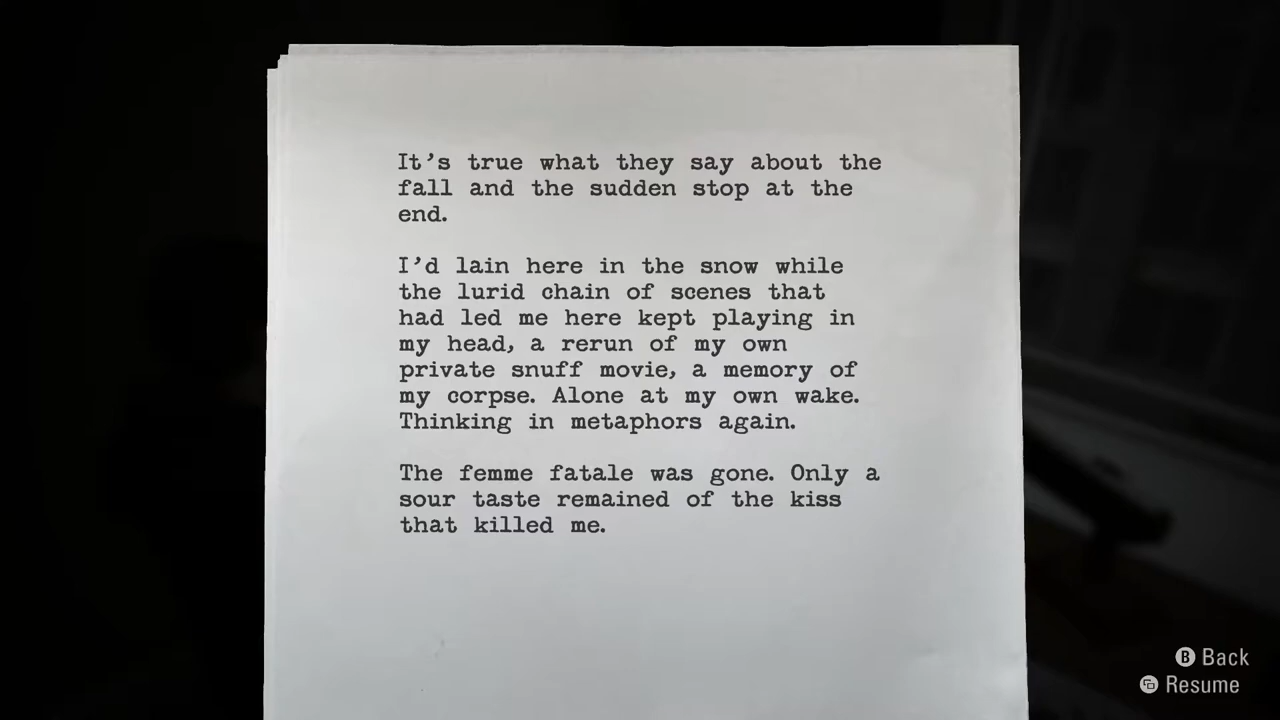 It's true what they say about the
fall and the sudden stop at the
end.
I'd lain here in the snow while
the lurid chain of scenes that
had led me here kept playing in
my head, a rerun of my own
private snuff movie, a memory of
my corpse. Alone at my own wake.
Thinking in metaphors again.
The femme fatale was gone. Only a
sour taste remained of the kiss
that killed me.
B Back
Resume